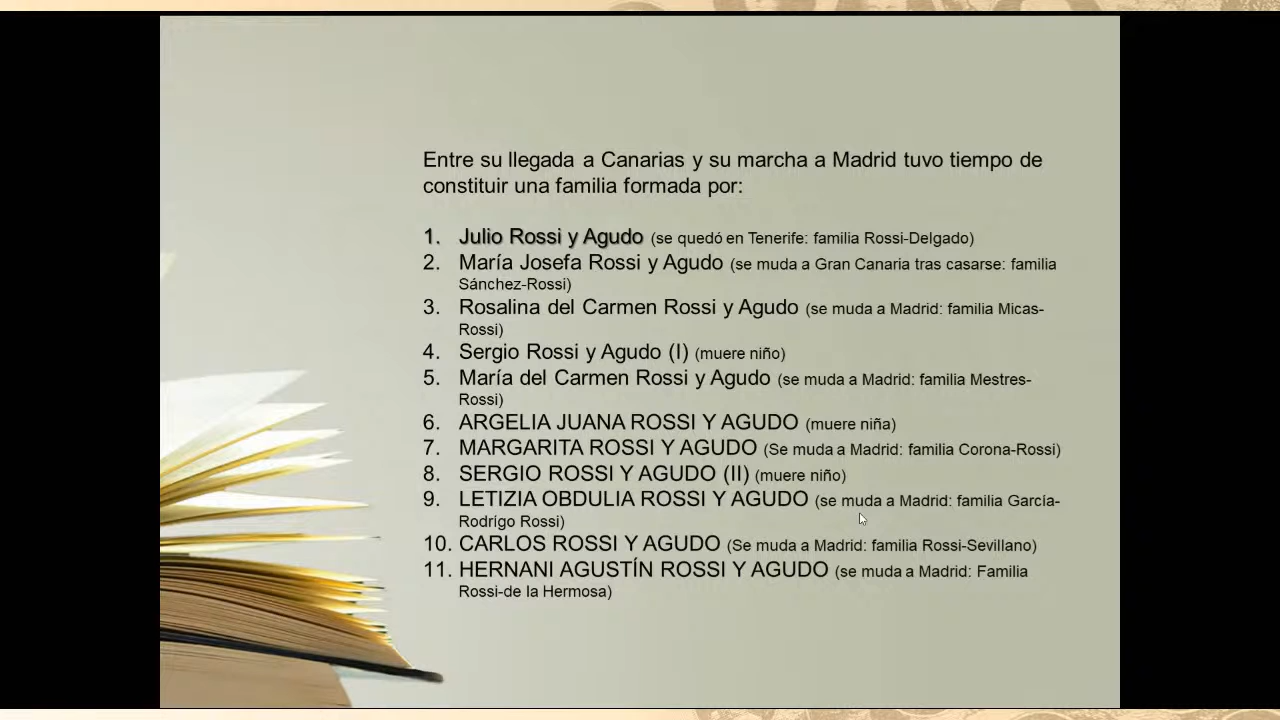 Entre su llegada a Canarias y su marcha a Madrid tuvo tiempo de
constituir una familia formada por:
1. Julio Rossi y Agudo (se quedó en Tenerife: familia Rossi-Delgado)
2. María Josefa Rossi y Agudo (se muda a Gran Canaria tras casarse: familia
Sánchez-Rossi)
3. Rosalina del Carmen Rossi y Agudo (se muda a Madrid: familia Micas-
Rossi)
4. Sergio Rossi y Agudo (I) (muere niño)
5. María del Carmen Rossi y Agudo (se muda a Madrid: familia Mestres-
Rossi)
6. ARGELIA JUANA ROSSI Y AGUDO (muere niña)
7. MARGARITA ROSSI Y AGUDO (Se muda a Madrid: familia Corona-Rossi)
8. SERGIO ROSSI Y AGUDO (II) (muere niño)
9. LETIZIA OBDULIA ROSSI Y AGUDO (se muda a Madrid: familia García-
Rodrígo Rossi)
10. CARLOS ROSSI Y AGUDO (Se muda a Madrid: familia Rossi-Sevillano)
11. HERNANI AGUSTÍN ROSSI Y AGUDO (se muda a Madrid: Familia
Rossi-de la Hermosa)